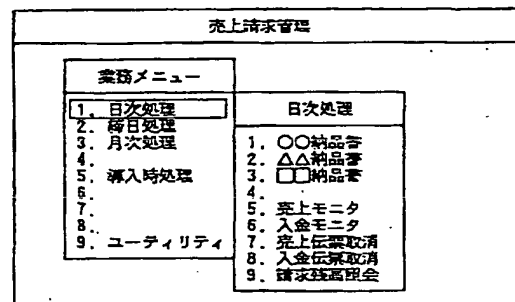 売上請求管理
業務メニュー
1. 日次処理
2. 締日処理
3. 月次処理
4.
5. 導入時処理
6.
7.
8.
9. ユーティリティ
日次処理
1. 〇〇納品書
2. △△納品書
3. □□納品書
4.
5. 売上モニタ
6. 入金モニタ
7. 売上伝票取消
8. 入金伝票取消
9. 請求残高照会